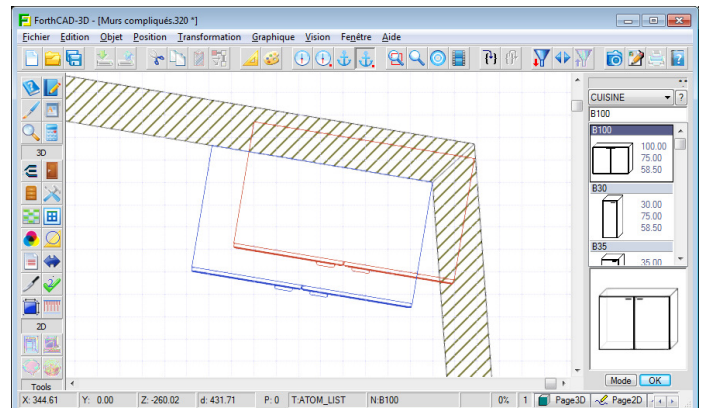 ForthCAD-3D - [Murs compliqués.320 *]
Fichier Edition Objet Position Transformation Graphique Vision Fenêtre Aide
CUISINE
?
B100
B100
100.00
75.00
58.50
B30
30.00
75.00
58.50
B35
35.00
3D
2D
Tools
Mode OK
X: 344.61 Y: 0.00 Z: -260.02 d: 431.71 P: 0 T:ATOM_LIST N:B100 0% 1 Page3D Page2D